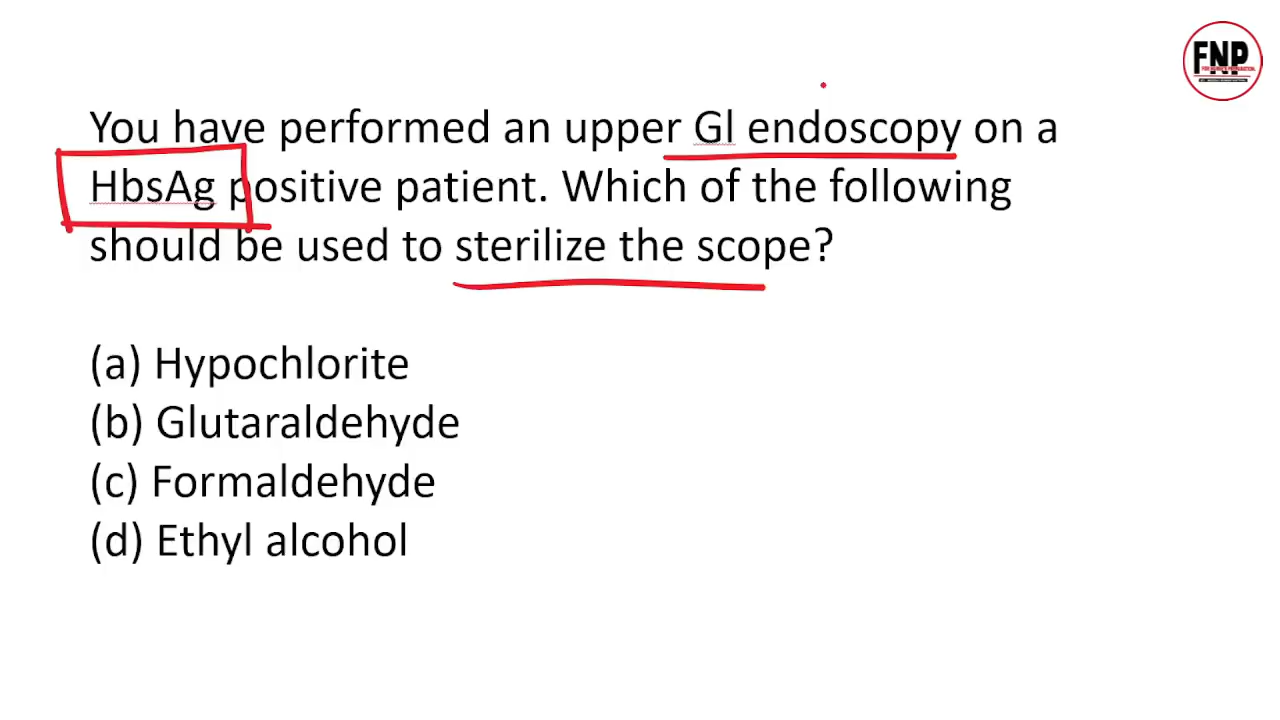 FNP
You have performed an upper GI endoscopy on a
HbsAg positive patient. Which of the following
should be used to sterilize the scope?
(a) Hypochlorite
(b) Glutaraldehyde
(c) Formaldehyde
(d) Ethyl alcohol